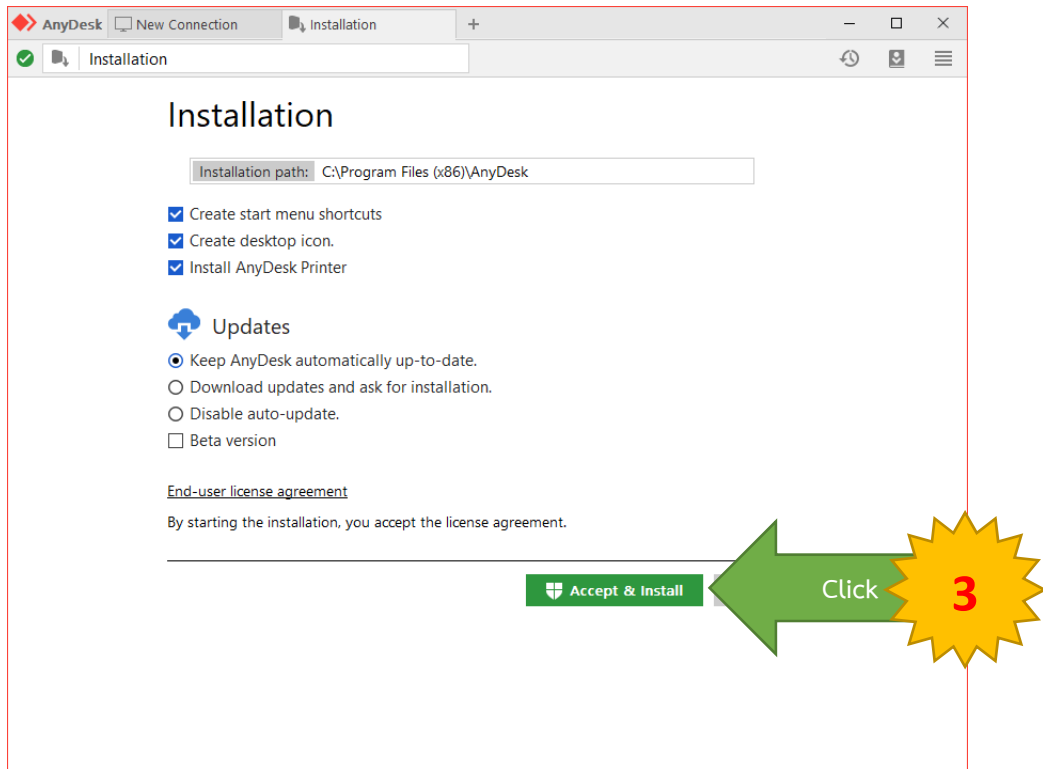 AnyDesk New Connection Installation +
Installation
Installation
Installation path: C:\Program Files (x86)\AnyDesk
Create start menu shortcuts
Create desktop icon.
Install AnyDesk Printer
Updates
Keep AnyDesk automatically up-to-date.
Download updates and ask for installation.
Disable auto-update.
Beta version
End-user license agreement
By starting the installation, you accept the license agreement.
Accept & Install Click 3